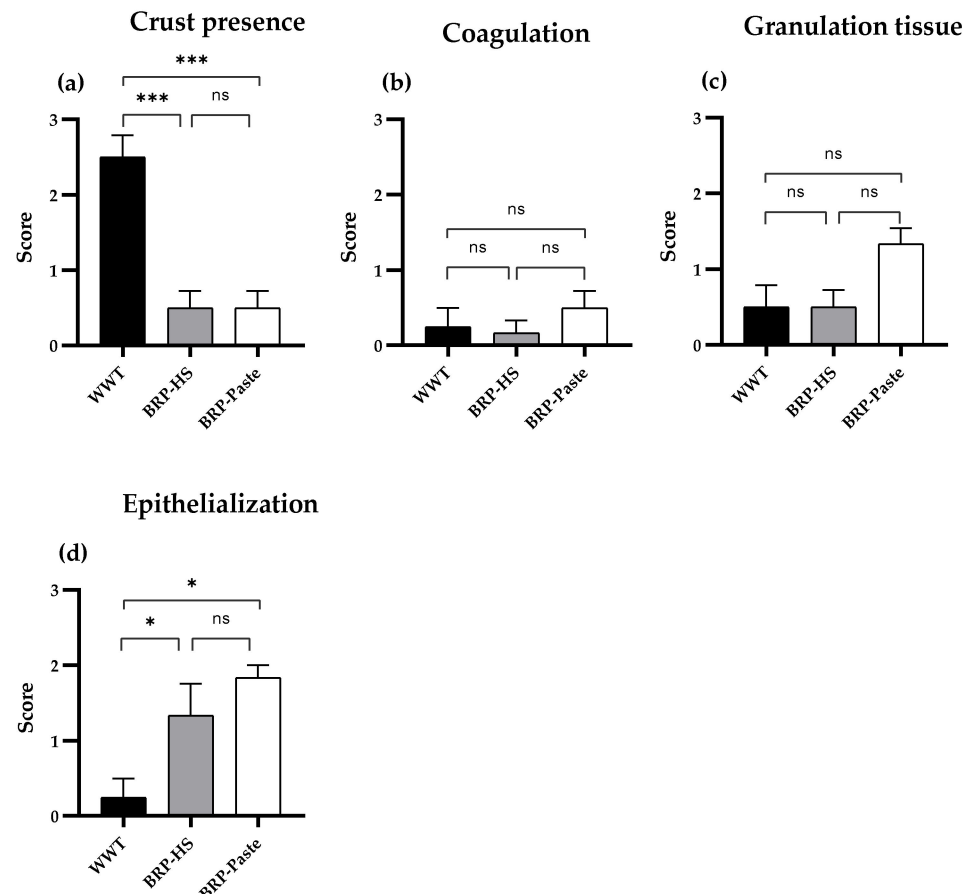 Crust presence
(a)
***
***
ns
3
2
1
0
Score
WWT
BRP-HS
BRP-Paste
Coagulation
(b)
ns
ns
ns
3
2
1
0
Score
WWT
BRP-HS
BRP-Paste
Granulation tissue
(c)
ns
ns
ns
3
2
1
0
Score
WWT
BRP-HS
BRP-Paste
Epithelialization
(d)
*
*
ns
3
2
1
0
Score
WWT
BRP-HS
BRP-Paste